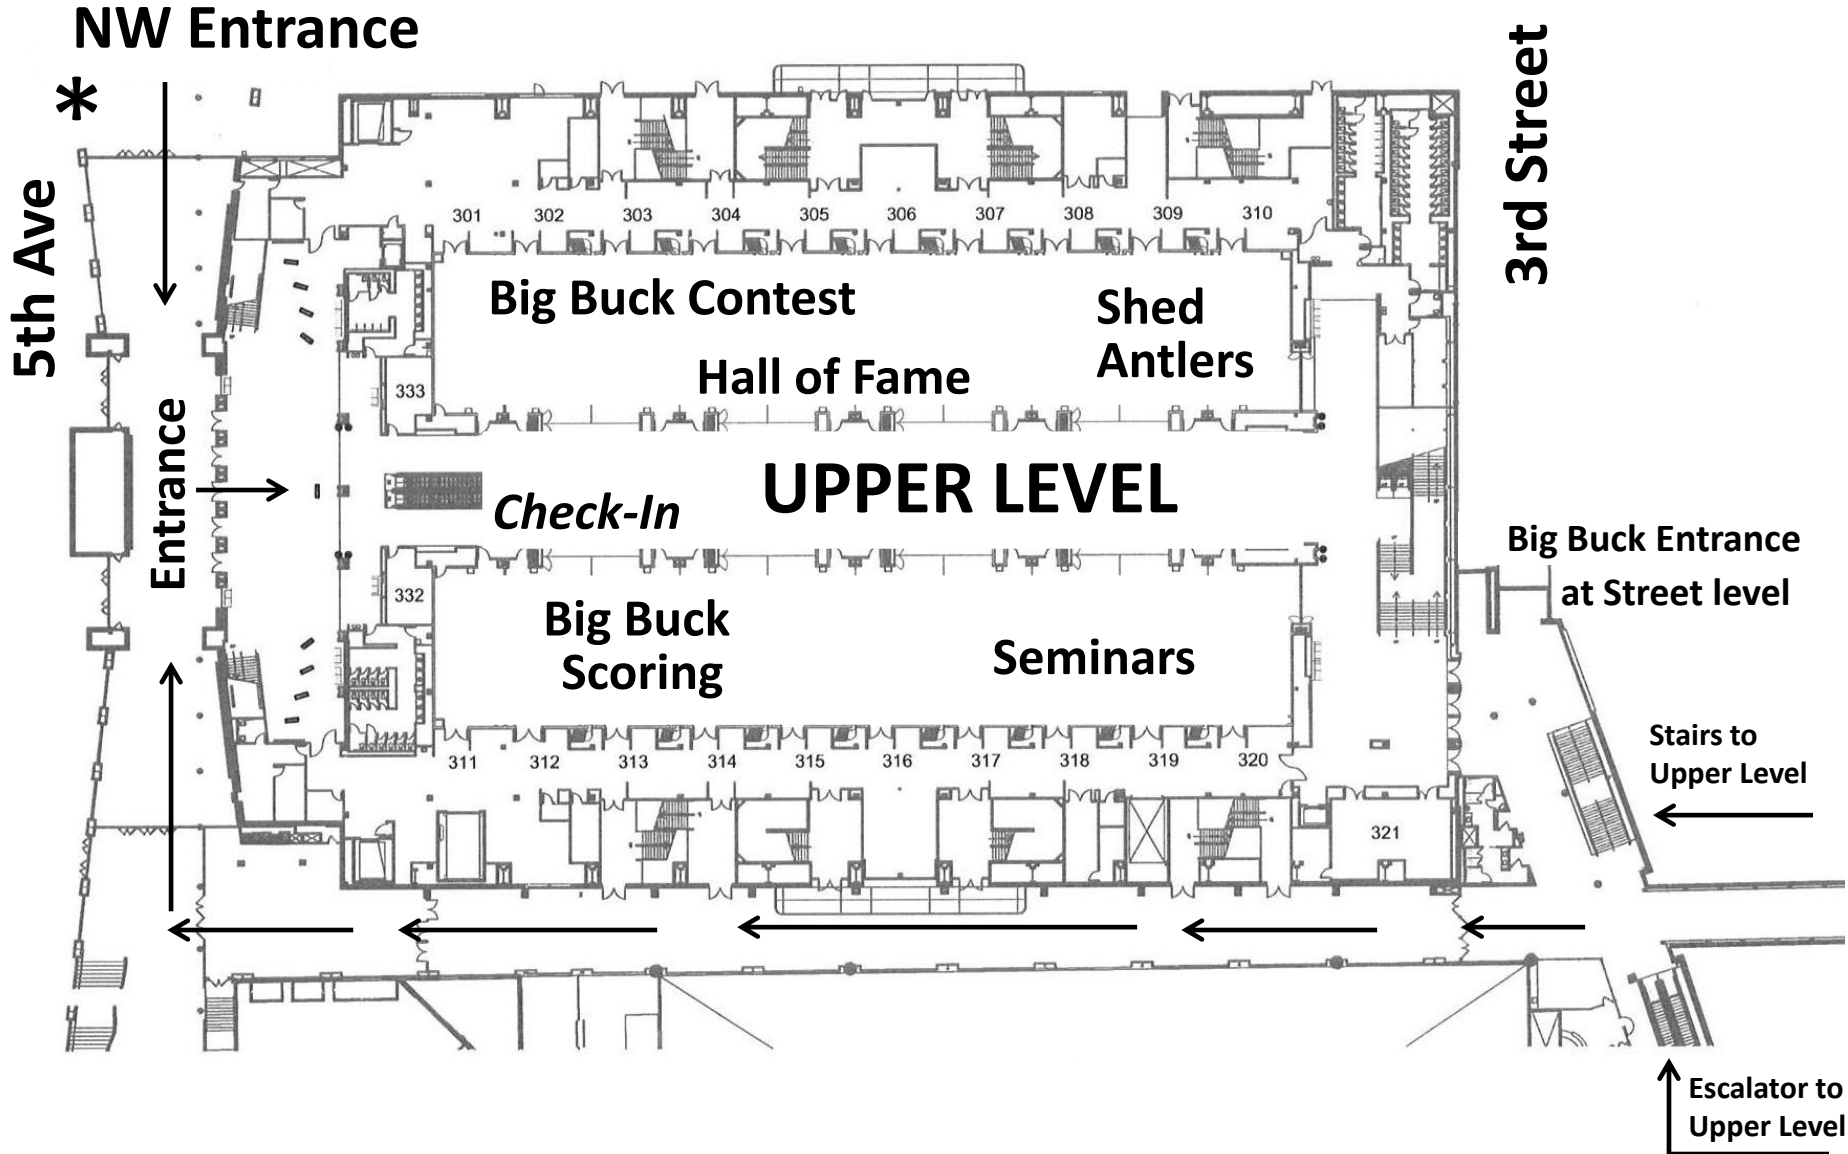 NW Entrance
*
5th Ave
3rd Street
301 302 303 304 305 306 307 308 309 310
Big Buck Contest
Shed
Antlers
Hall of Fame
333
Entrance
UPPER LEVEL
Check-In
332
Big Buck
Scoring
Seminars
Big Buck Entrance
at Street level
Stairs to
Upper Level
311 312 313 314 315 316 317 318 319 320
321
Escalator to
Upper Level